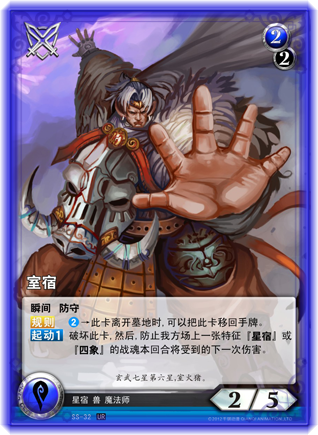 2
2
室宿
瞬间 防守
规则 2→此卡离开墓地时,可以把此卡移回手牌。
起动1 破坏此卡,然后,防止我方场上一张特征『星宿』或
『四象』的战魂本回合将受到的下一次伤害。
玄武七星第六星,室火猪。
星宿 兽 魔法师
2 / 5
SS-32 UR